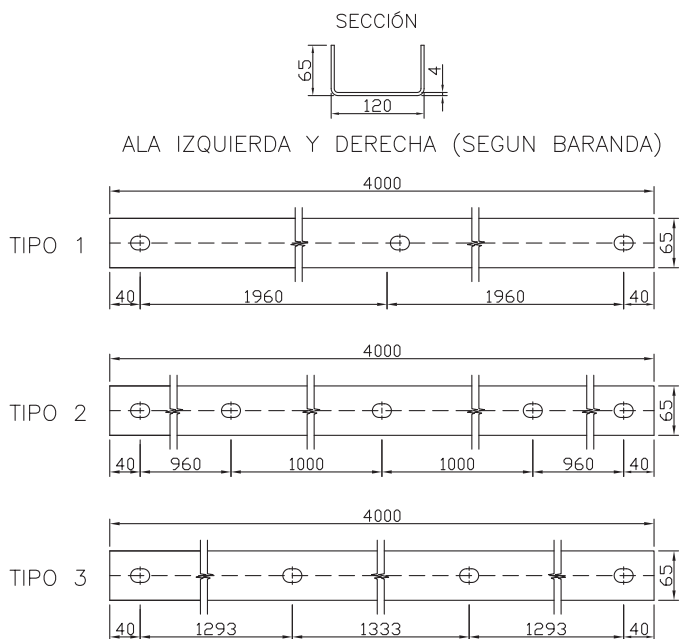 SECCIÓN
65
4
120
ALA IZQUIERDA Y DERECHA (SEGUN BARANDA)
4000
TIPO 1
65
40 1960 1960 40
4000
TIPO 2
65
40 960 1000 1000 960 40
4000
TIPO 3
65
40 1293 1333 1293 40